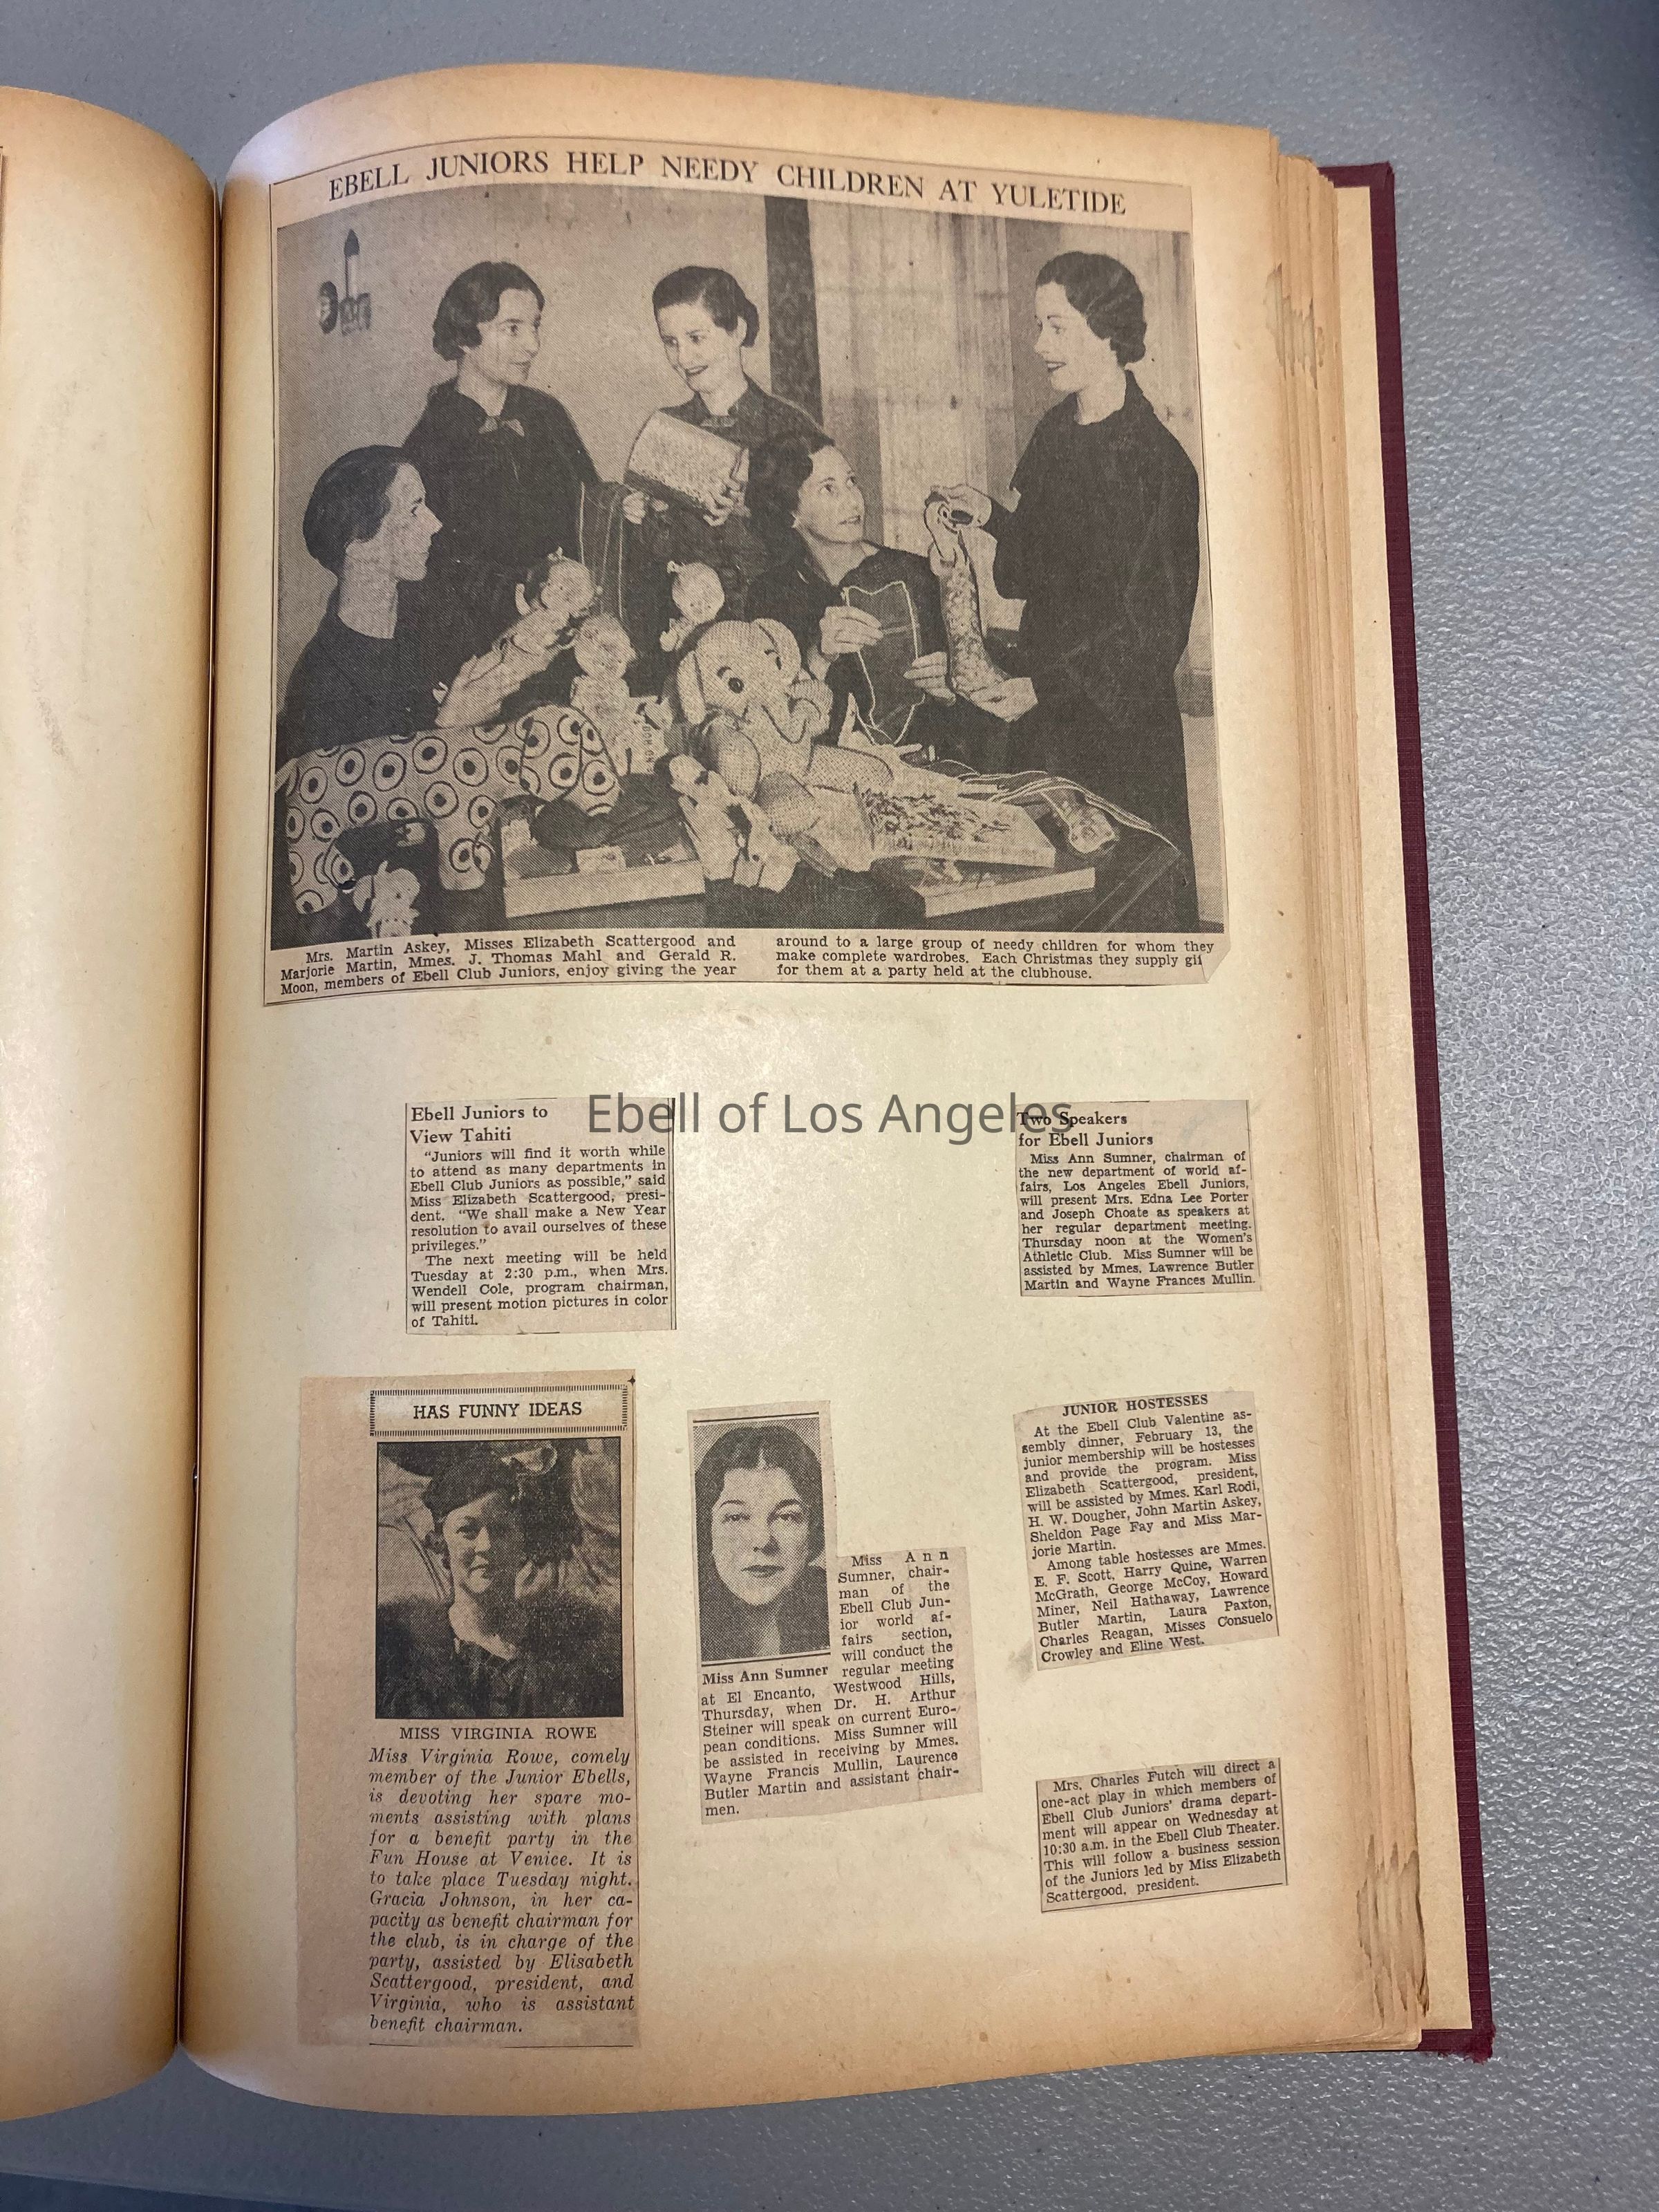 EBELL JUNIORS HELP NEEDY CHILDREN AT YULETIDE
Mrs. Martin Askey, Misses Elizabeth Scattergood and
Marjorie Martin, Mmes. J. Thomas Mahl and Gerald R.
Moon, members of Ebell Club Juniors, enjoy giving the year
around to a large group of needy children for whom they
make complete wardrobes. Each Christmas they supply gif
for them at a party held at the clubhouse.
Ebell of Los Angeles
Ebell Juniors to
View Tahiti
"Juniors will find it worth while
to attend as many departments in
Ebell Club Juniors as possible," said
Miss Elizabeth Scattergood, presi-
dent. "We shall make a New Year
resolution to avail ourselves of these
privileges."
The next meeting will be held
Tuesday at 2:30 p.m., when Mrs.
Wendell Cole, program chairman,
will present motion pictures in color
of Tahiti.
Two Speakers
for Ebell Juniors
Miss Ann Sumner, chairman of
the new department of world af-
fairs, Los Angeles Ebell Juniors,
will present Mrs. Edna Lee Porter
and Joseph Choate as speakers at
her regular department meeting.
Thursday noon at the Women's
Athletic Club. Miss Sumner will be
assisted by Mmes. Lawrence Butler
Martin and Wayne Frances Mullin.
HAS FUNNY IDEAS
MISS VIRGINIA ROWE
Miss Virginia Rowe, comely
member of the Junior Ebells,
is devoting her spare mo-
ments assisting with plans
for a benefit party in the
Fun House at Venice. It is
to take place Tuesday night.
Gracia Johnson, in her ca-
pacity as benefit chairman for
the club, is in charge of the
party, assisted by Elisabeth
Scattergood, president, and
Virginia, who is assistant
benefit chairman.
Miss Ann Sumner
Miss Ann
Sumner, chair-
man of the
Ebell Club Jun-
ior world af-
fairs section,
will conduct the
regular meeting
at El Encanto, Westwood Hills,
Thursday, when Dr. H. Arthur
Steiner will speak on current Euro-
pean conditions. Miss Sumner will
be assisted in receiving by Mmes.
Wayne Francis Mullin, Laurence
Butler Martin and assistant chair-
men.
JUNIOR HOSTESSES
At the Ebell Club Valentine as-
sembly dinner, February 13, the
junior membership will be hostesses
and provide the program. Miss
Elizabeth Scattergood, president,
will be assisted by Mmes. Karl Rodi,
H. W. Dougher, John Martin Askey,
Sheldon Page Fay and Miss Mar-
jorie Martin.
Among table hostesses are Mmes.
E. F. Scott, Harry Quine, Warren
McGrath, George McCoy, Howard
Miner, Neil Hathaway, Lawrence
Butler Martin, Laura Paxton,
Charles Reagan, Misses Consuelo
Crowley and Eline West.
Mrs. Charles Futch will direct a
one-act play in which members of
Ebell Club Juniors' drama depart-
ment will appear on Wednesday at
10:30 a.m. in the Ebell Club Theater.
This will follow a business session
of the Juniors led by Miss Elizabeth
Scattergood, president.